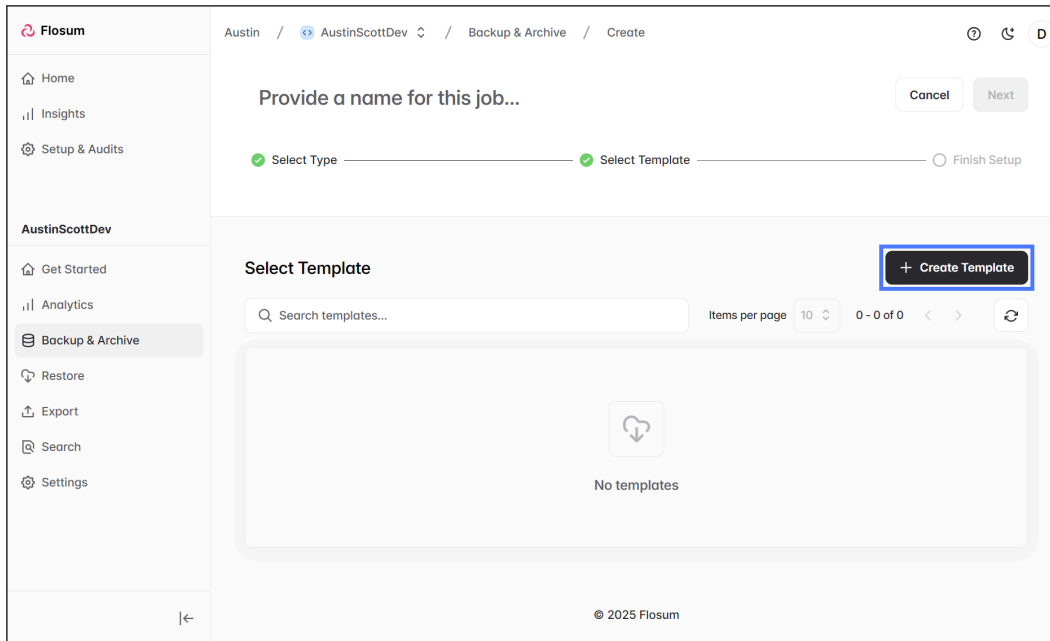 Flosum
Austin / AustinScottDev / Backup & Archive / Create
D
Home
Insights
Setup & Audits
Provide a name for this job...
Cancel
Next
Select Type
Select Template
Finish Setup
AustinScottDev
Get Started
Analytics
Backup & Archive
Restore
Export
Search
Settings
Select Template
+ Create Template
Search templates...
Items per page 10 0 - 0 of 0
No templates
© 2025 Flosum